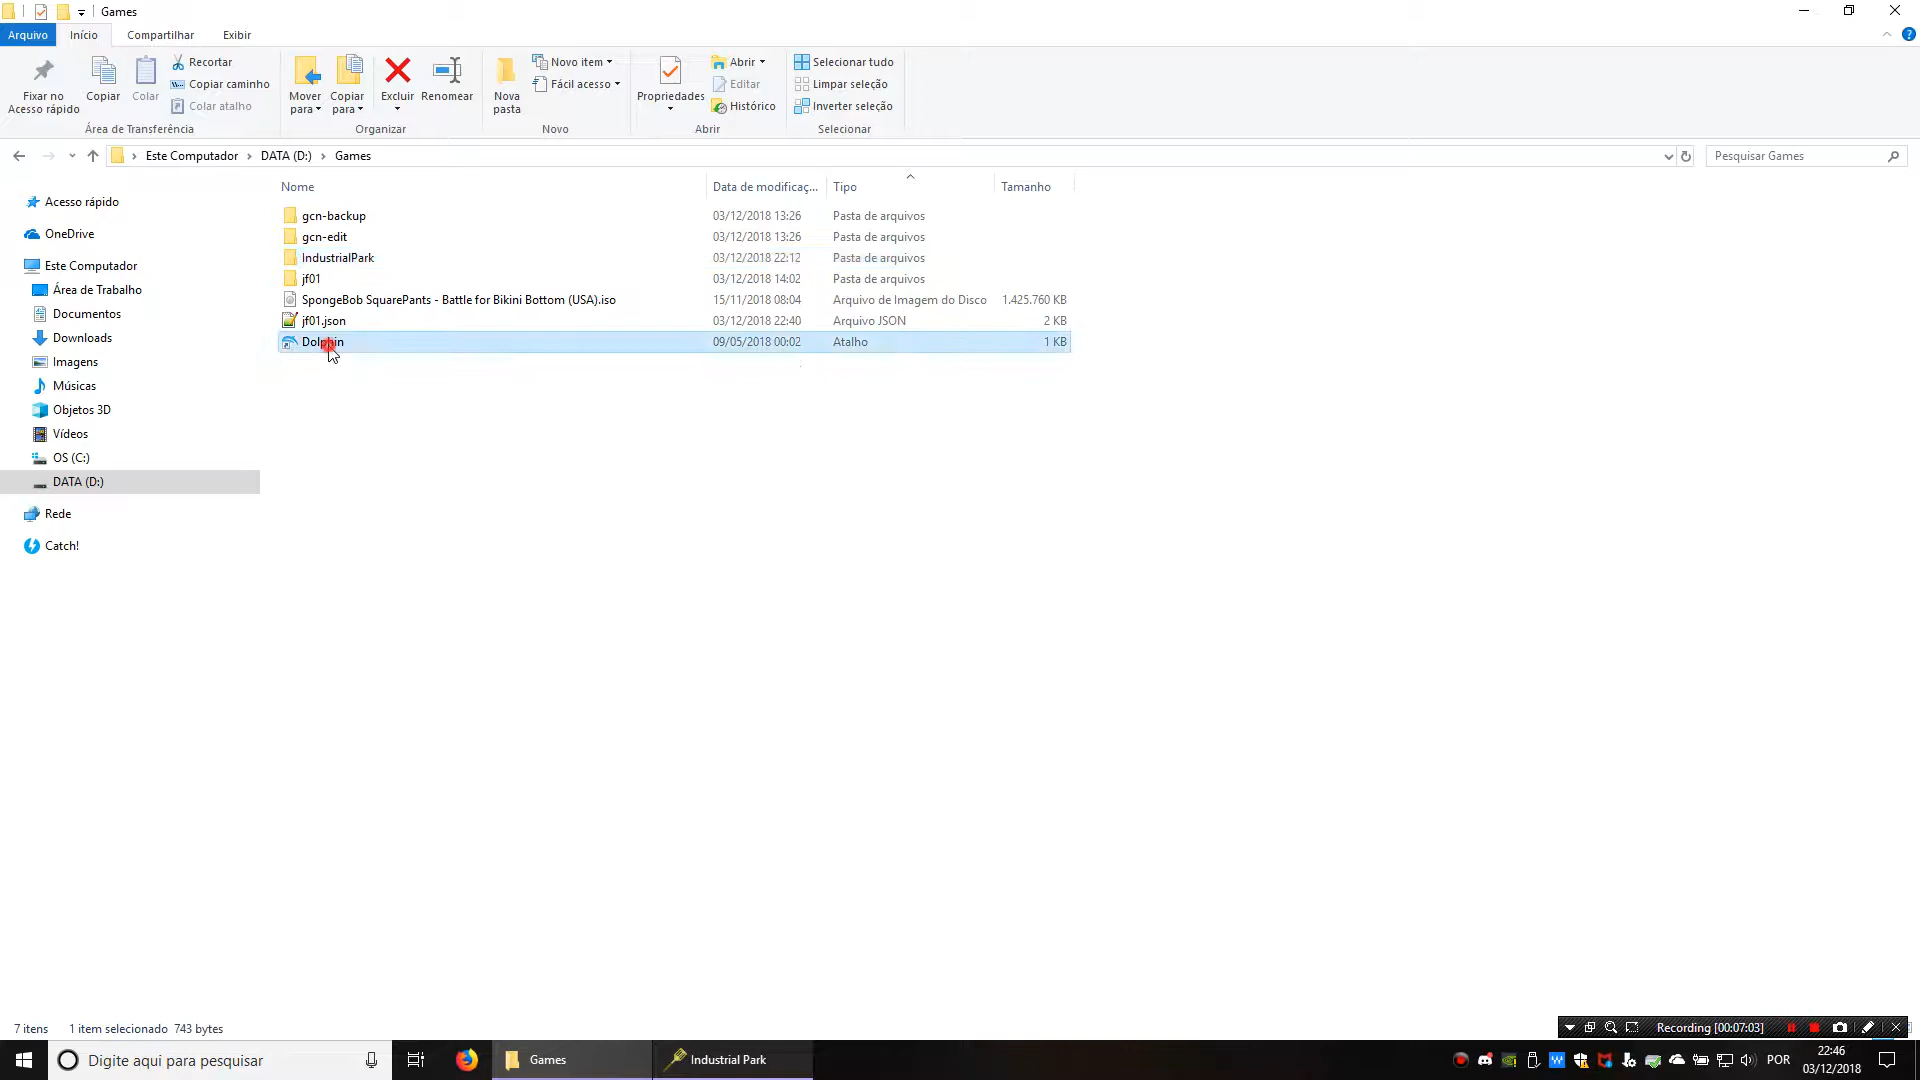 Games
Arquivo Início Compartilhar Exibir
Fixar no Acesso rápido
Copiar
Colar
Recortar
Copiar caminho
Colar atalho
Mover para
Copiar para
Excluir
Renomear
Nova pasta
Novo item
Fácil acesso
Propriedades
Abrir
Editar
Histórico
Selecionar tudo
Limpar seleção
Inverter seleção
Área de Transferência Organizar Novo Abrir Selecionar
Este Computador DATA (D:) Games
Pesquisar Games
Nome Data de modificaç... Tipo Tamanho
gcn-backup 03/12/2018 13:26 Pasta de arquivos
gcn-edit 03/12/2018 13:26 Pasta de arquivos
IndustrialPark 03/12/2018 22:12 Pasta de arquivos
jf01 03/12/2018 14:02 Pasta de arquivos
SpongeBob SquarePants - Battle for Bikini Bottom (USA).iso 15/11/2018 08:04 Arquivo de Imagem do Disco 1.425.760 KB
jf01.json 03/12/2018 22:40 Arquivo JSON 2 KB
Dolphin 09/05/2018 00:02 Atalho 1 KB
Acesso rápido
OneDrive
Este Computador
Área de Trabalho
Documentos
Downloads
Imagens
Músicas
Objetos 3D
Vídeos
OS (C:)
DATA (D:)
Rede
Catch!
7 itens 1 item selecionado 743 bytes
Recording [00:07:03]
Digite aqui para pesquisar
Games
Industrial Park
POR
22:46
03/12/2018